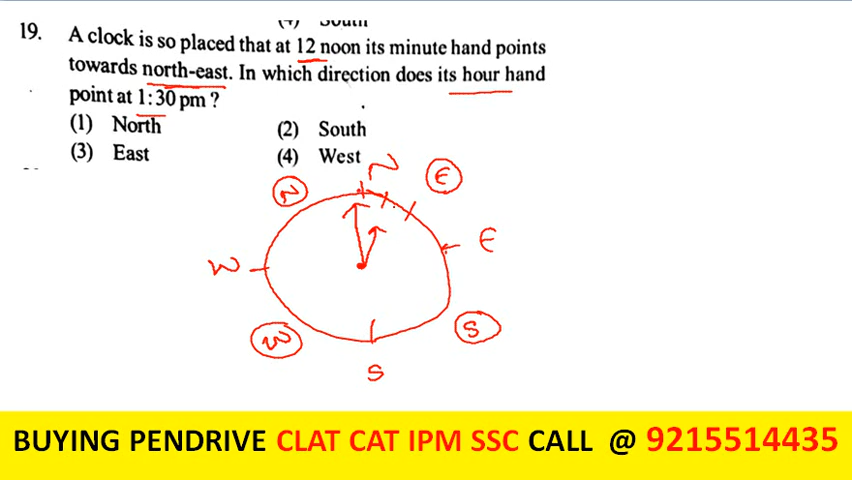 (4) South
19. A clock is so placed that at 12 noon its minute hand points
towards north-east. In which direction does its hour hand
point at 1:30 pm ?
(1) North (2) South
(3) East (4) West
N
N E
W E
W S
S
BUYING PENDRIVE CLAT CAT IPM SSC CALL @ 9215514435